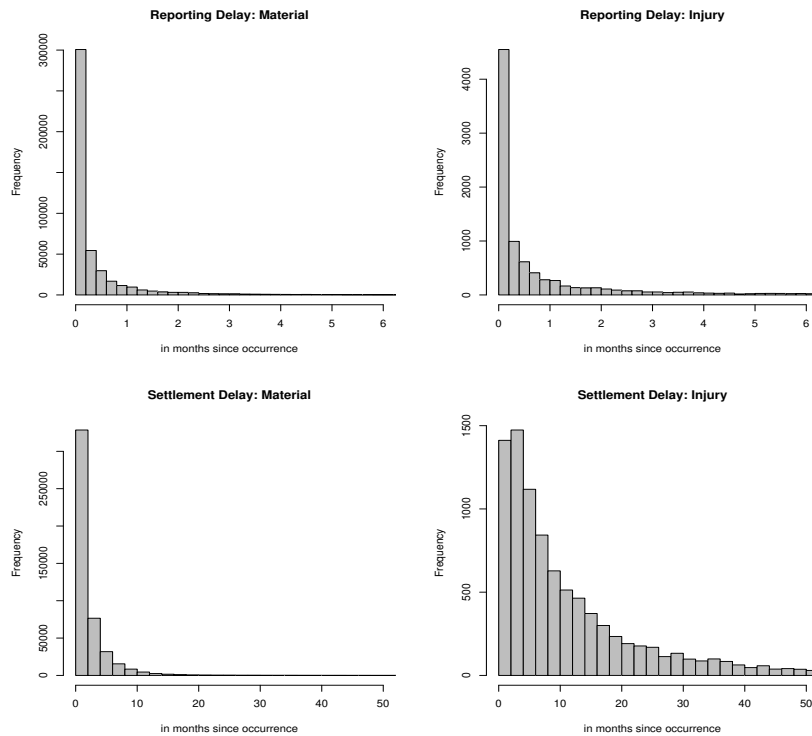 Reporting Delay: Material
Frequency
300000
200000
100000
50000
0
0 1 2 3 4 5 6
in months since occurrence
Reporting Delay: Injury
Frequency
4000
3000
2000
1000
0
0 1 2 3 4 5 6
in months since occurrence
Settlement Delay: Material
Frequency
250000
150000
50000
0
0 10 20 30 40 50
in months since occurrence
Settlement Delay: Injury
Frequency
1500
1000
500
0
0 10 20 30 40 50
in months since occurrence